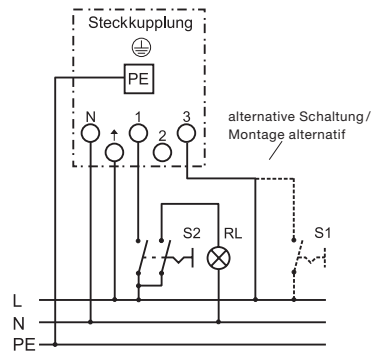 Steckkupplung
PE
N 1 3
2
alternative Schaltung/
Montage alternatif
S2 RL S1
L
N
PE